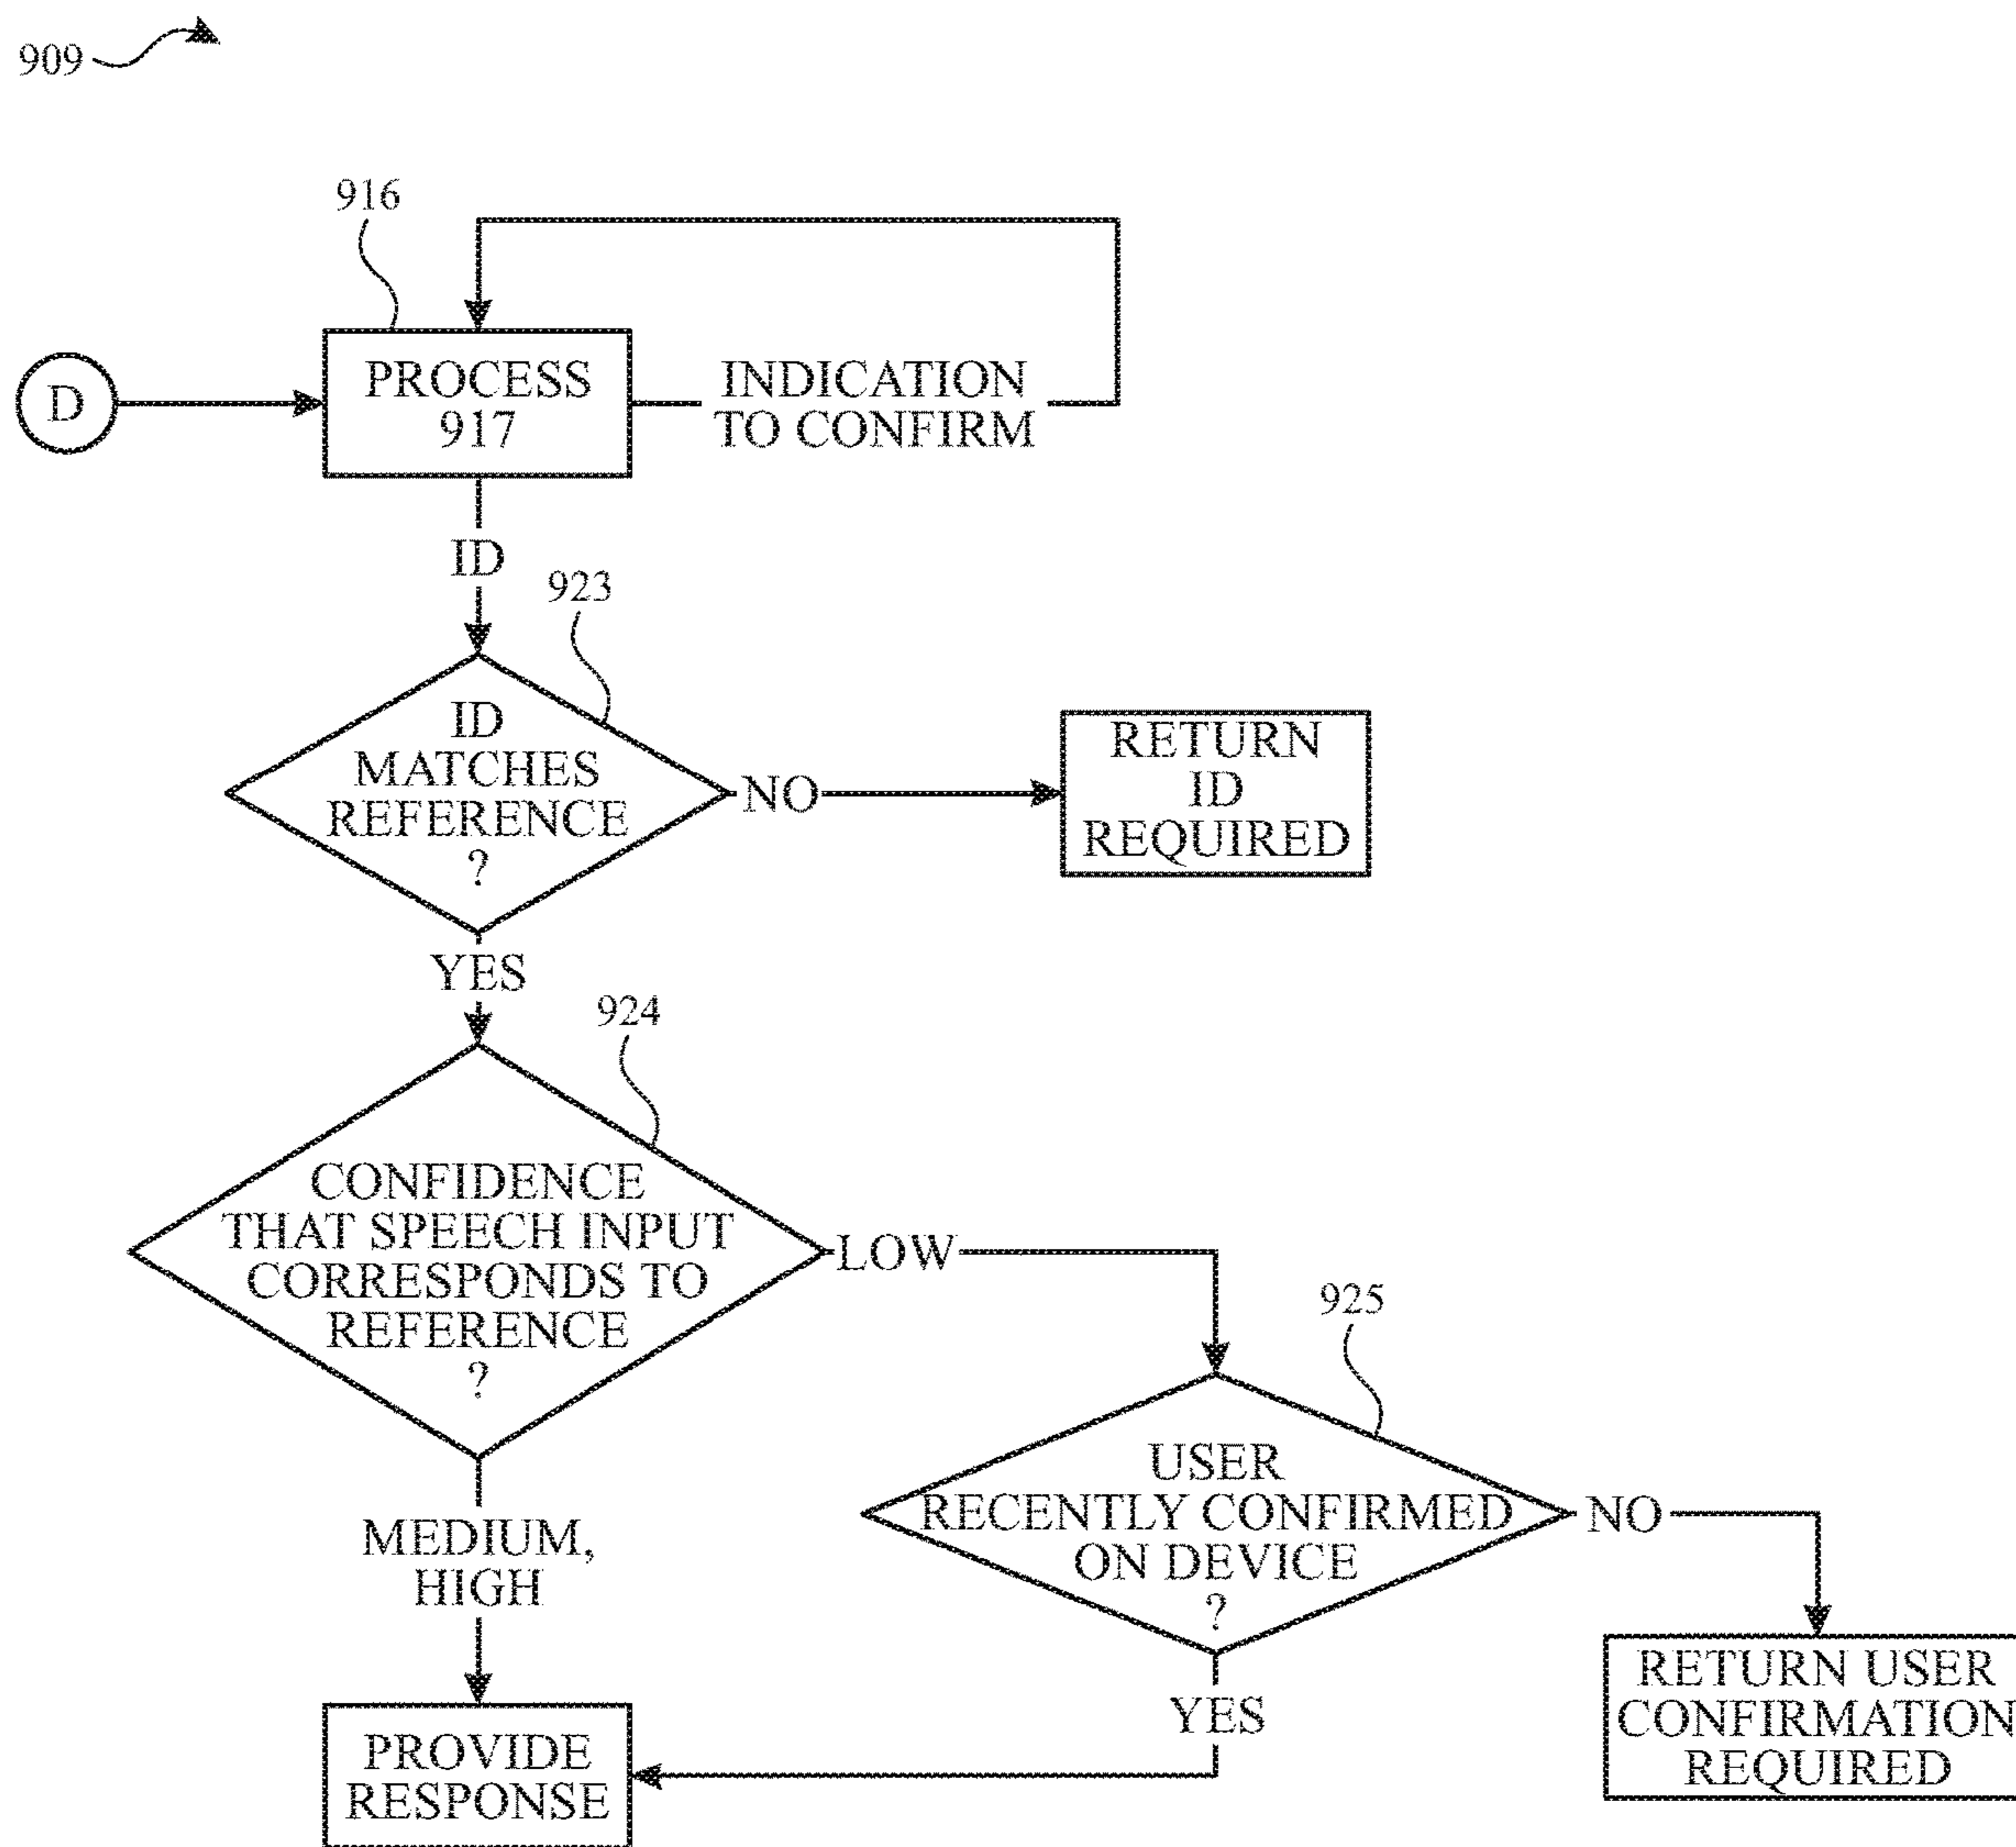 909
916
PROCESS
917
INDICATION
TO CONFIRM
D
ID
923
ID
MATCHES
REFERENCE
?
NO
RETURN
ID
REQUIRED
YES
924
CONFIDENCE
THAT SPEECH INPUT
CORRESPONDS TO
REFERENCE
?
LOW
925
USER
RECENTLY CONFIRMED
ON DEVICE
?
NO
MEDIUM,
HIGH
YES
RETURN USER
CONFIRMATION
REQUIRED
PROVIDE
RESPONSE